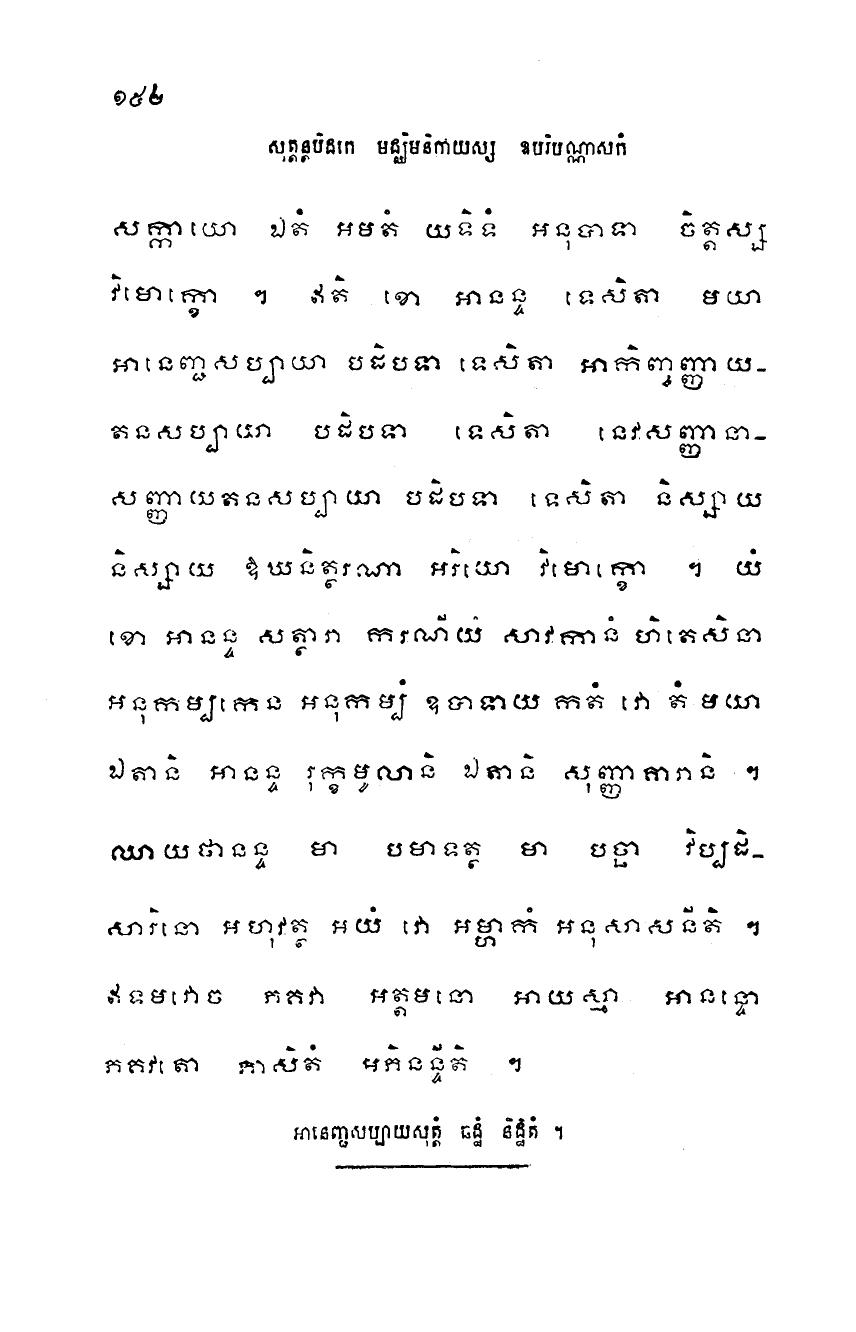 ១៥៤
សុត្តន្តបិដកេ មជ្ឈិមនិកាយស្ស ឧបរិបណ្ណាសកំ
សក្កាយោ ឯតំ អមតំ យទិទំ អនុបាទា ចិត្តស្ស
វិមោក្ខោ ។ ឥតិ ខោ អានន្ទ ទេសិតា មយា
អានេញ្ជសប្បាយា បដិបទា ទេសិតា អាកិញ្ចញ្ញាយ-
តនសប្បាយា បដិបទា ទេសិតា នេវសញ្ញានា-
សញ្ញាយតនសប្បាយា បដិបទា ទេសិតា និស្សាយ
និស្សាយ ឱឃនិត្ថរណា អរិយោ វិមោក្ខោ ។ យំ
ខោ អានន្ទ សត្ថារា ករណីយំ សាវកានំ ហិតេសិនា
អនុកម្បកេន អនុកម្បំ ឧបាទាយ កតំ វោ តំ មយា
ឯតានិ អានន្ទ រុក្ខមូលានិ ឯតានិ សុញ្ញាគារានិ ។
ឈាយថានន្ទ មា បមាទត្ថ មា បច្ឆា វិប្បដិ-
សារិនោ អហុវត្ថ អយំ វោ អម្ហាកំ អនុសាសនីតិ ។
ឥទមវោច ភគវា អត្តមនោ អាយស្មា អានន្ទោ
ភគវតោ ភាសិតំ អភិនន្ទីតិ ។
អានេញ្ជសប្បាយសុត្តំ ឆដ្ឋំ និដ្ឋិតំ ។